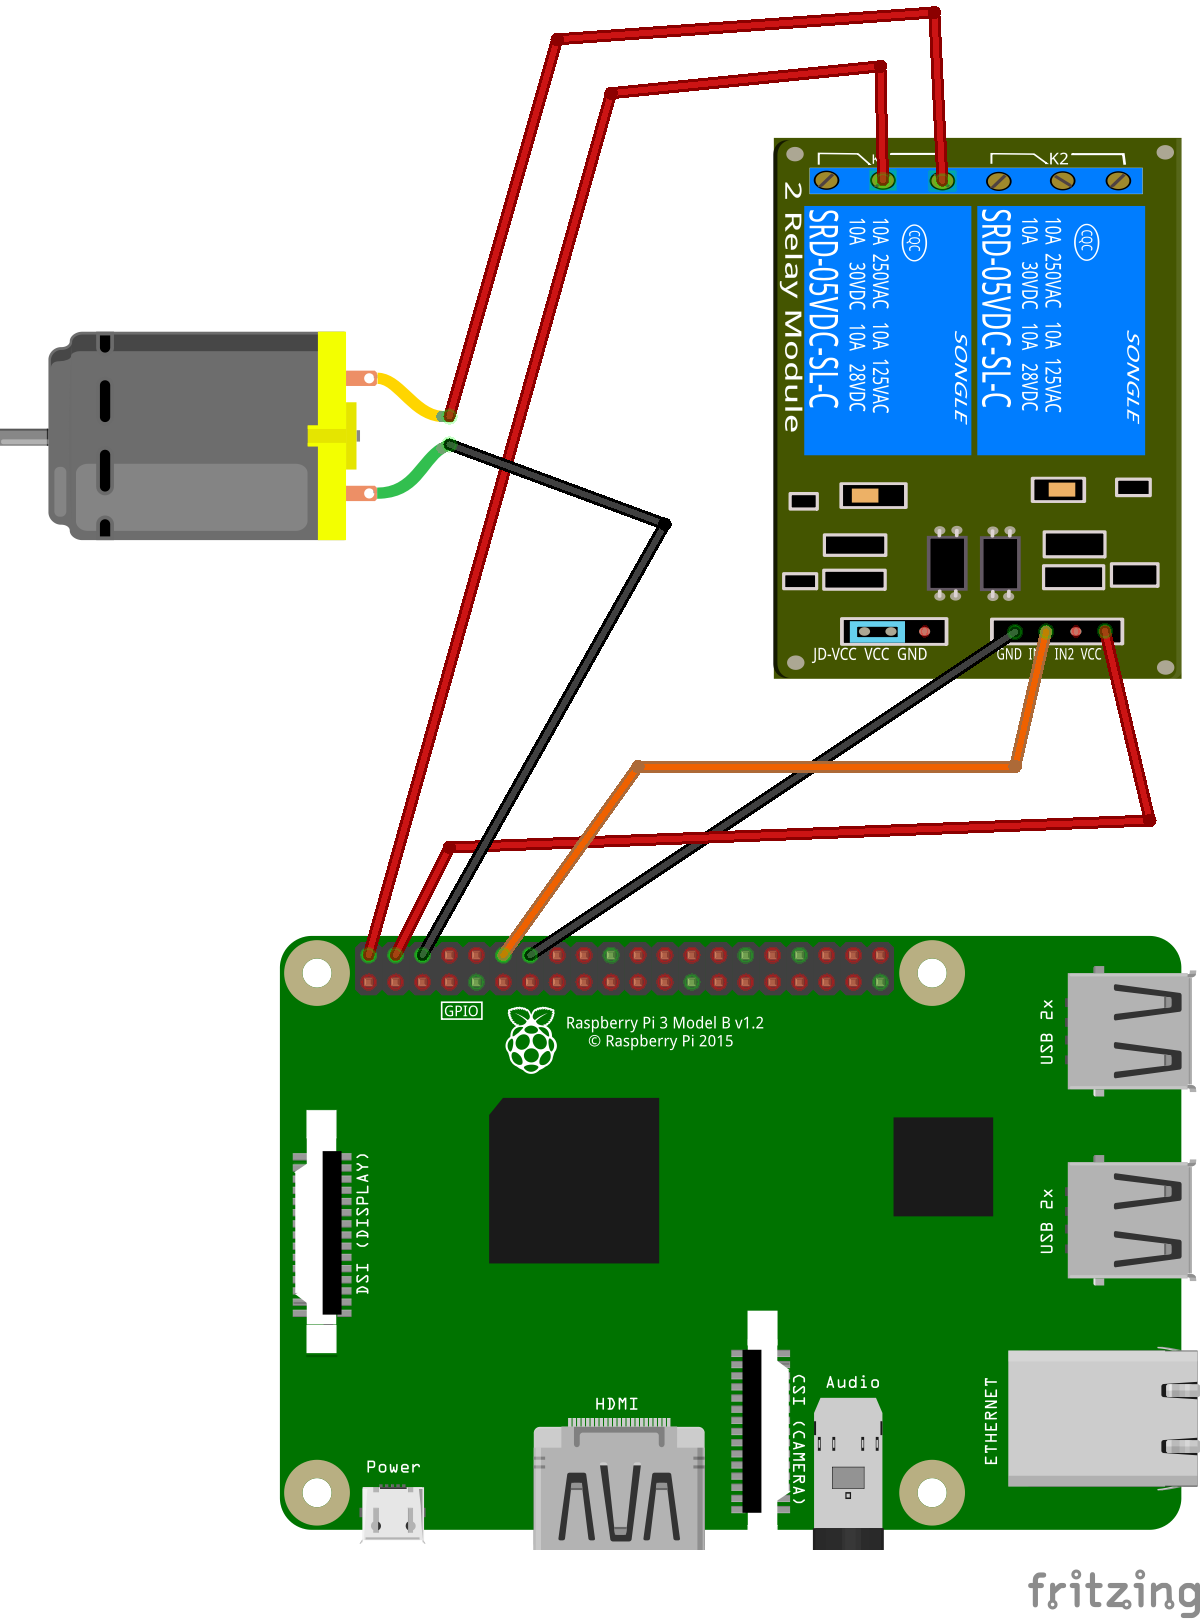 K2
2 Relay Module
SRD-05VDC-SL-C
10A 30VDC 10A 28VDC
10A 250VAC 10A 125VAC
CQC
SONGLE
SRD-05VDC-SL-C
10A 30VDC 10A 28VDC
10A 250VAC 10A 125VAC
CQC
SONGLE
JD-VCC VCC GND
GND IN2 VCC
GPIO
Raspberry Pi 3 Model B v1.2
© Raspberry Pi 2015
USB 2x
DSI (DISPLAY)
USB 2x
HDMI
CSI (CAMERA)
Audio
ETHERNET
Power
fritzing